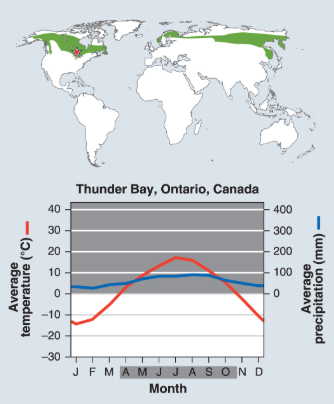 Thunder Bay, Ontario, Canada
Average
temperature (°C)
40
30
20
10
0
−10
−20
−30
400
300
200
100
0
Average
precipitation (mm)
J F M A M J J A S O N D
Month